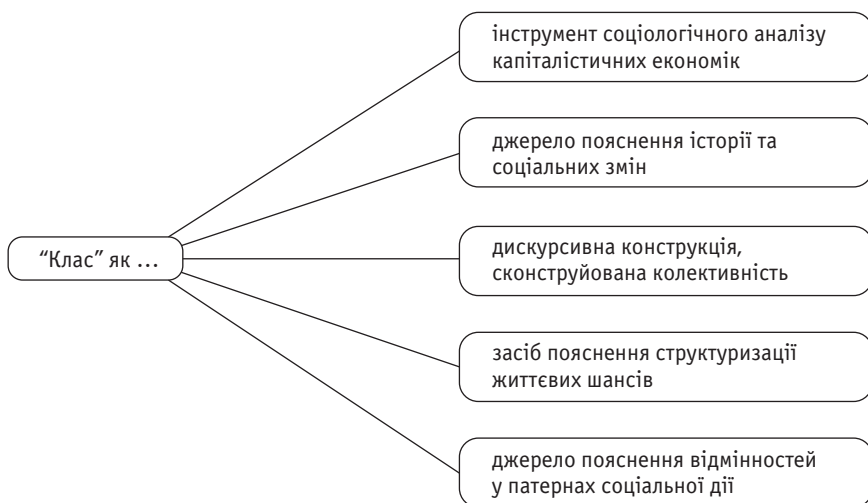 інструмент соціологічного аналізу
капіталістичних економік
джерело пояснення історії та
соціальних змін
“Клас” як ...
дискурсивна конструкція,
сконструйована колективність
засіб пояснення структуризації
життєвих шансів
джерело пояснення відмінностей
у патернах соціальної дії